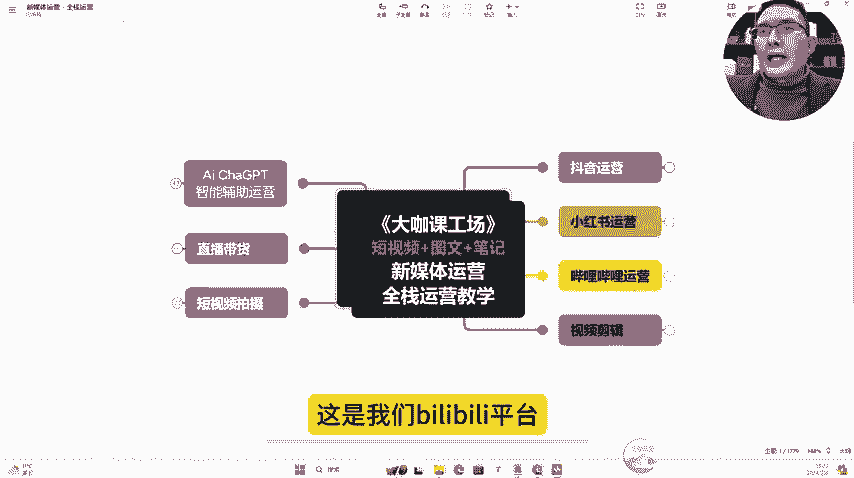 新媒体运营·全栈运营
Ai ChaGPT
智能辅助运营
直播带货
短视频拍摄
《大咖课工场》
短视频+图文+笔记
新媒体运营
全栈运营教学
抖音运营
小红书运营
哔哩哔哩运营
视频剪辑
这是我们bilibili平台